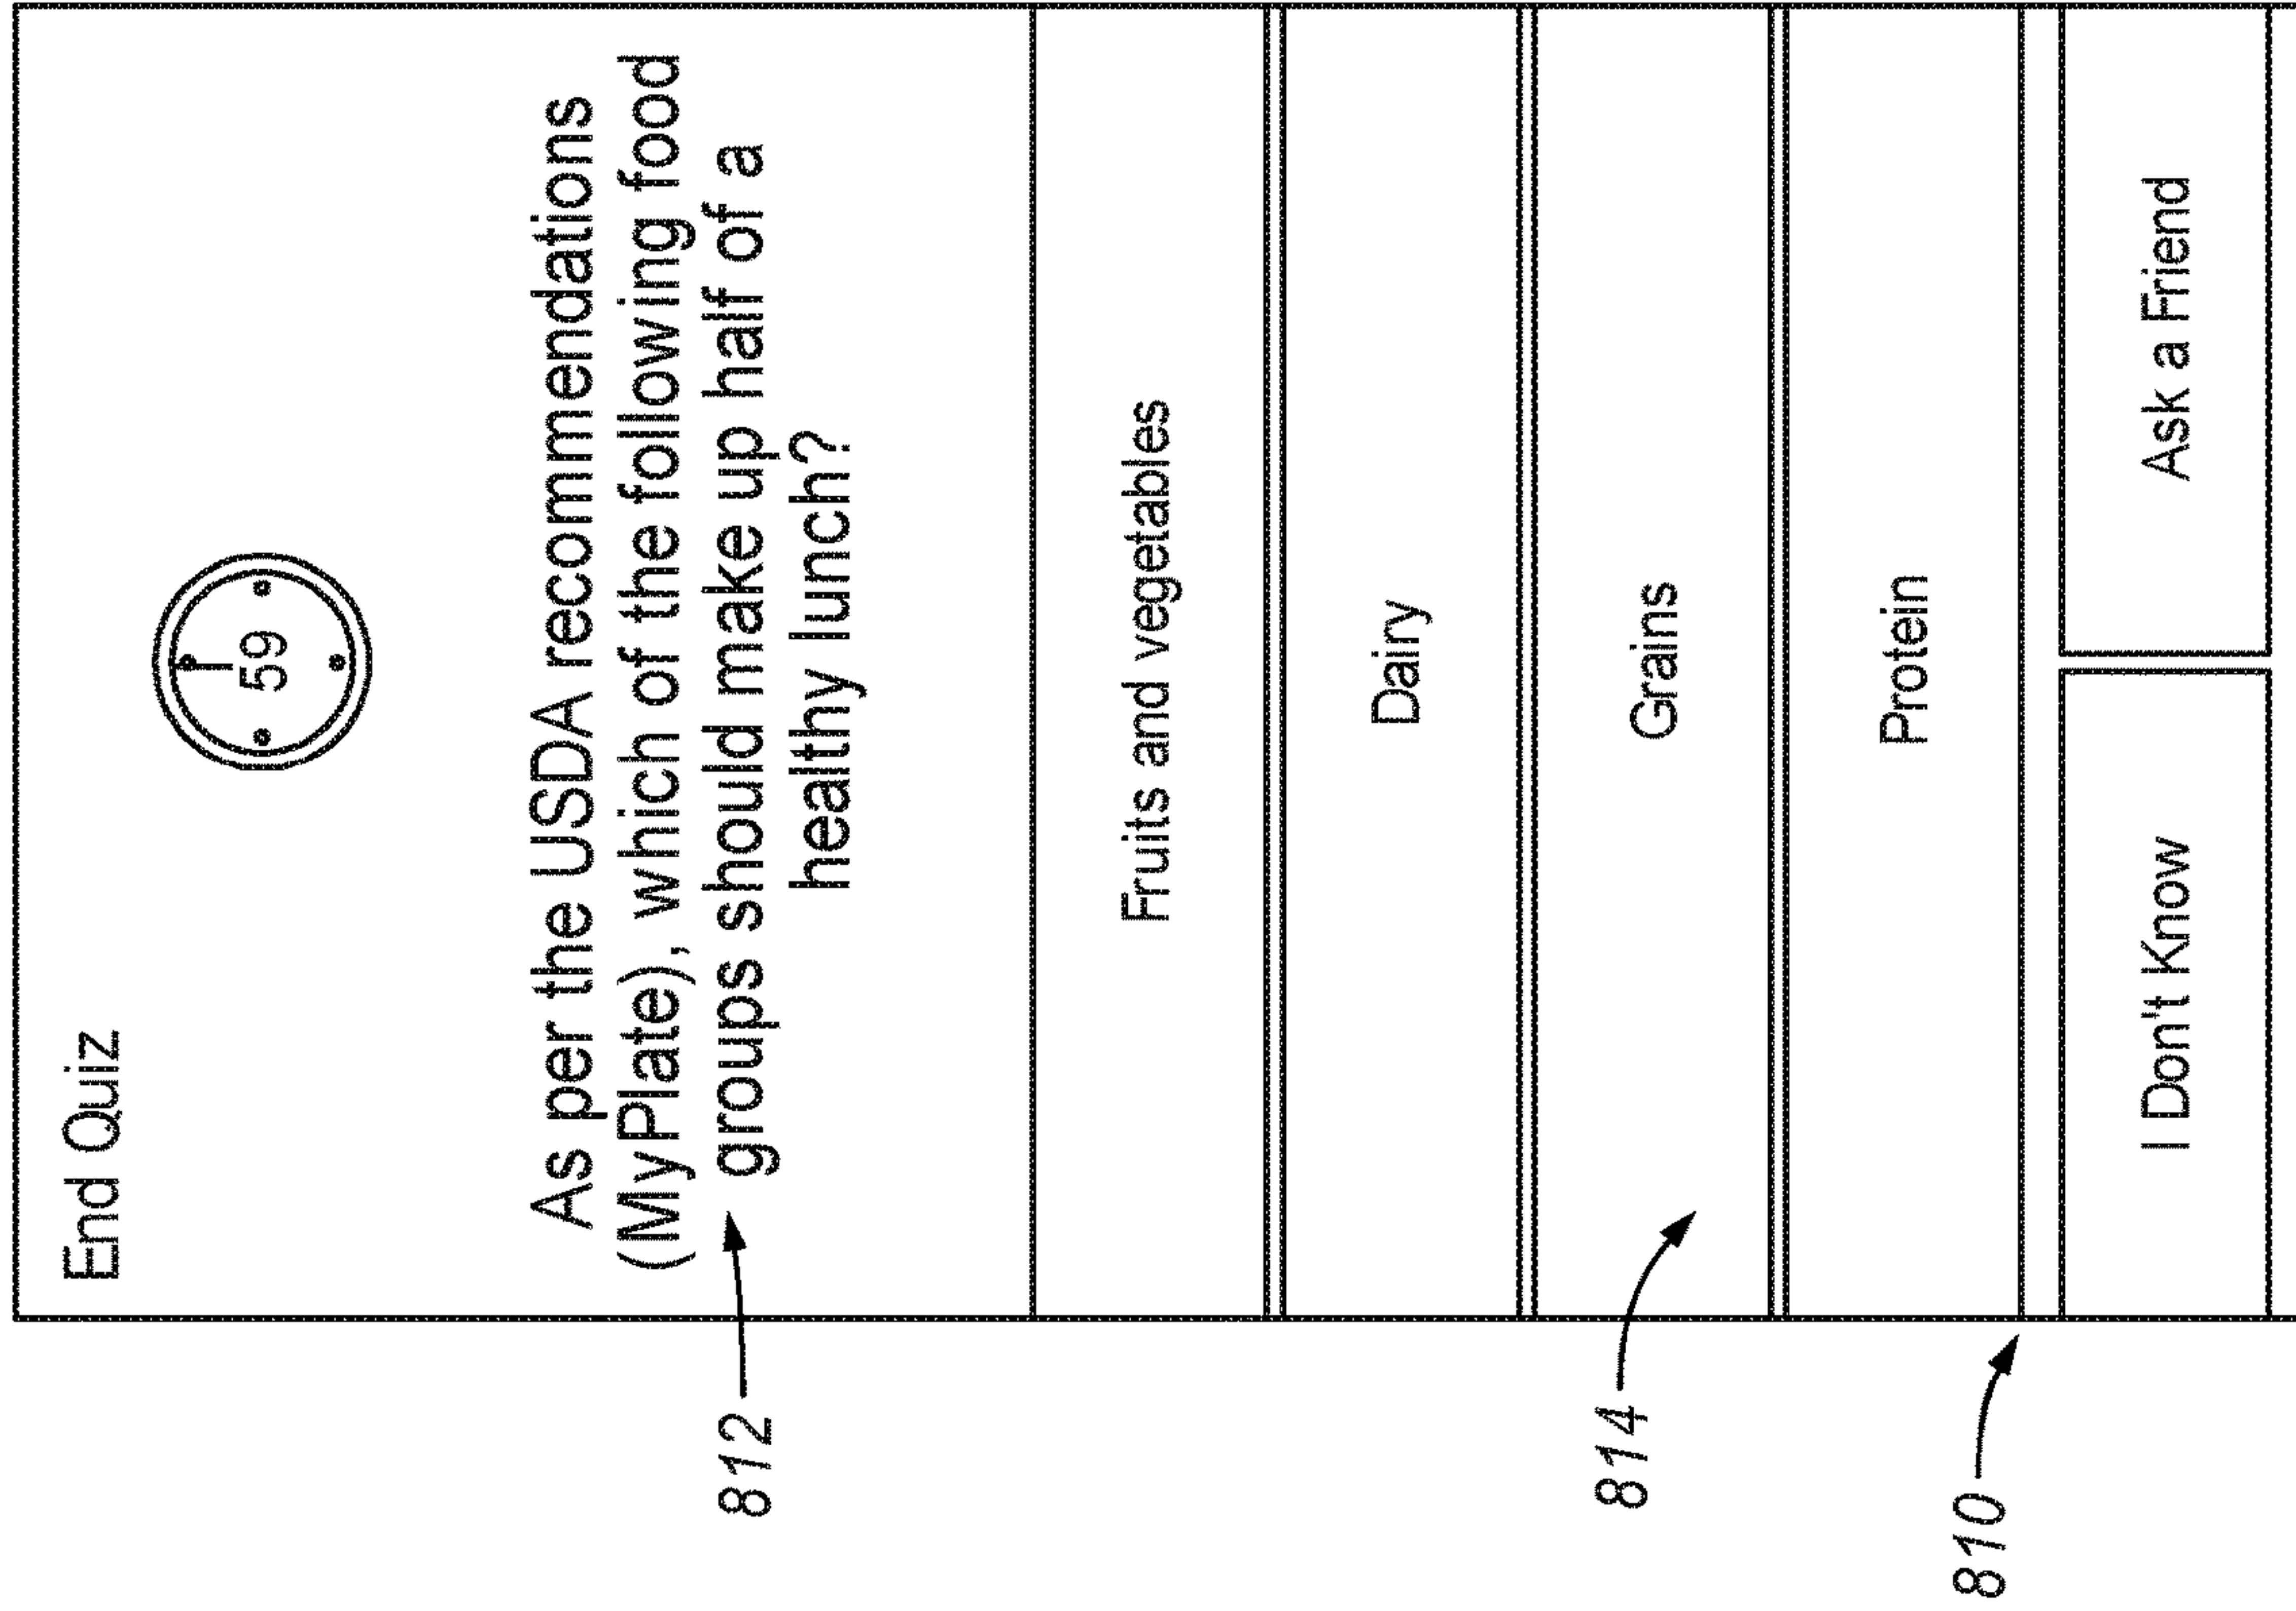 End Quiz
59
As per the USDA recommendations
(MyPlate), which of the following food
groups should make up half of a
healthy lunch?
812
Fruits and vegetables
Dairy
Grains
814
Protein
810
I Don't Know
Ask a Friend